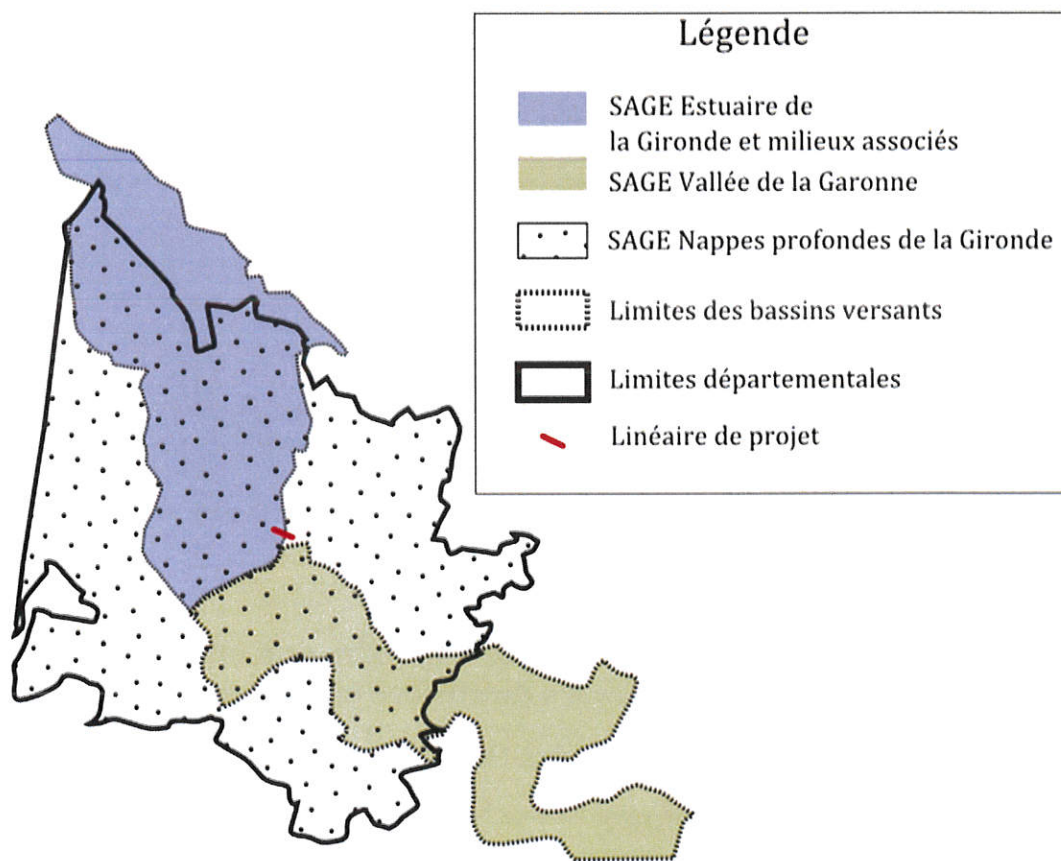 Légende
SAGE Estuaire de
la Gironde et milieux associés
SAGE Vallée de la Garonne
SAGE Nappes profondes de la Gironde
Limites des bassins versants
Limites départementales
Linéaire de projet